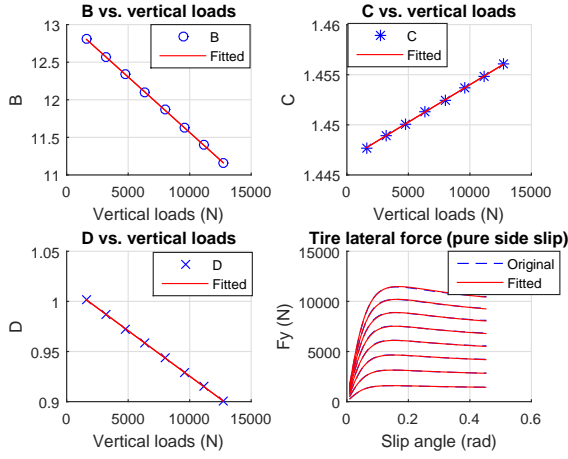 B vs. vertical loads
13
12.5
12
11.5
11
B
B
Fitted
0
5000
10000
15000
Vertical loads (N)
C vs. vertical loads
1.46
1.455
1.45
1.445
C
C
Fitted
0
5000
10000
15000
Vertical loads (N)
D vs. vertical loads
1.05
1
0.95
0.9
D
D
Fitted
0
5000
10000
15000
Vertical loads (N)
Tire lateral force (pure side slip)
15000
10000
5000
0
Fy (N)
Original
Fitted
0
0.2
0.4
0.6
Slip angle (rad)